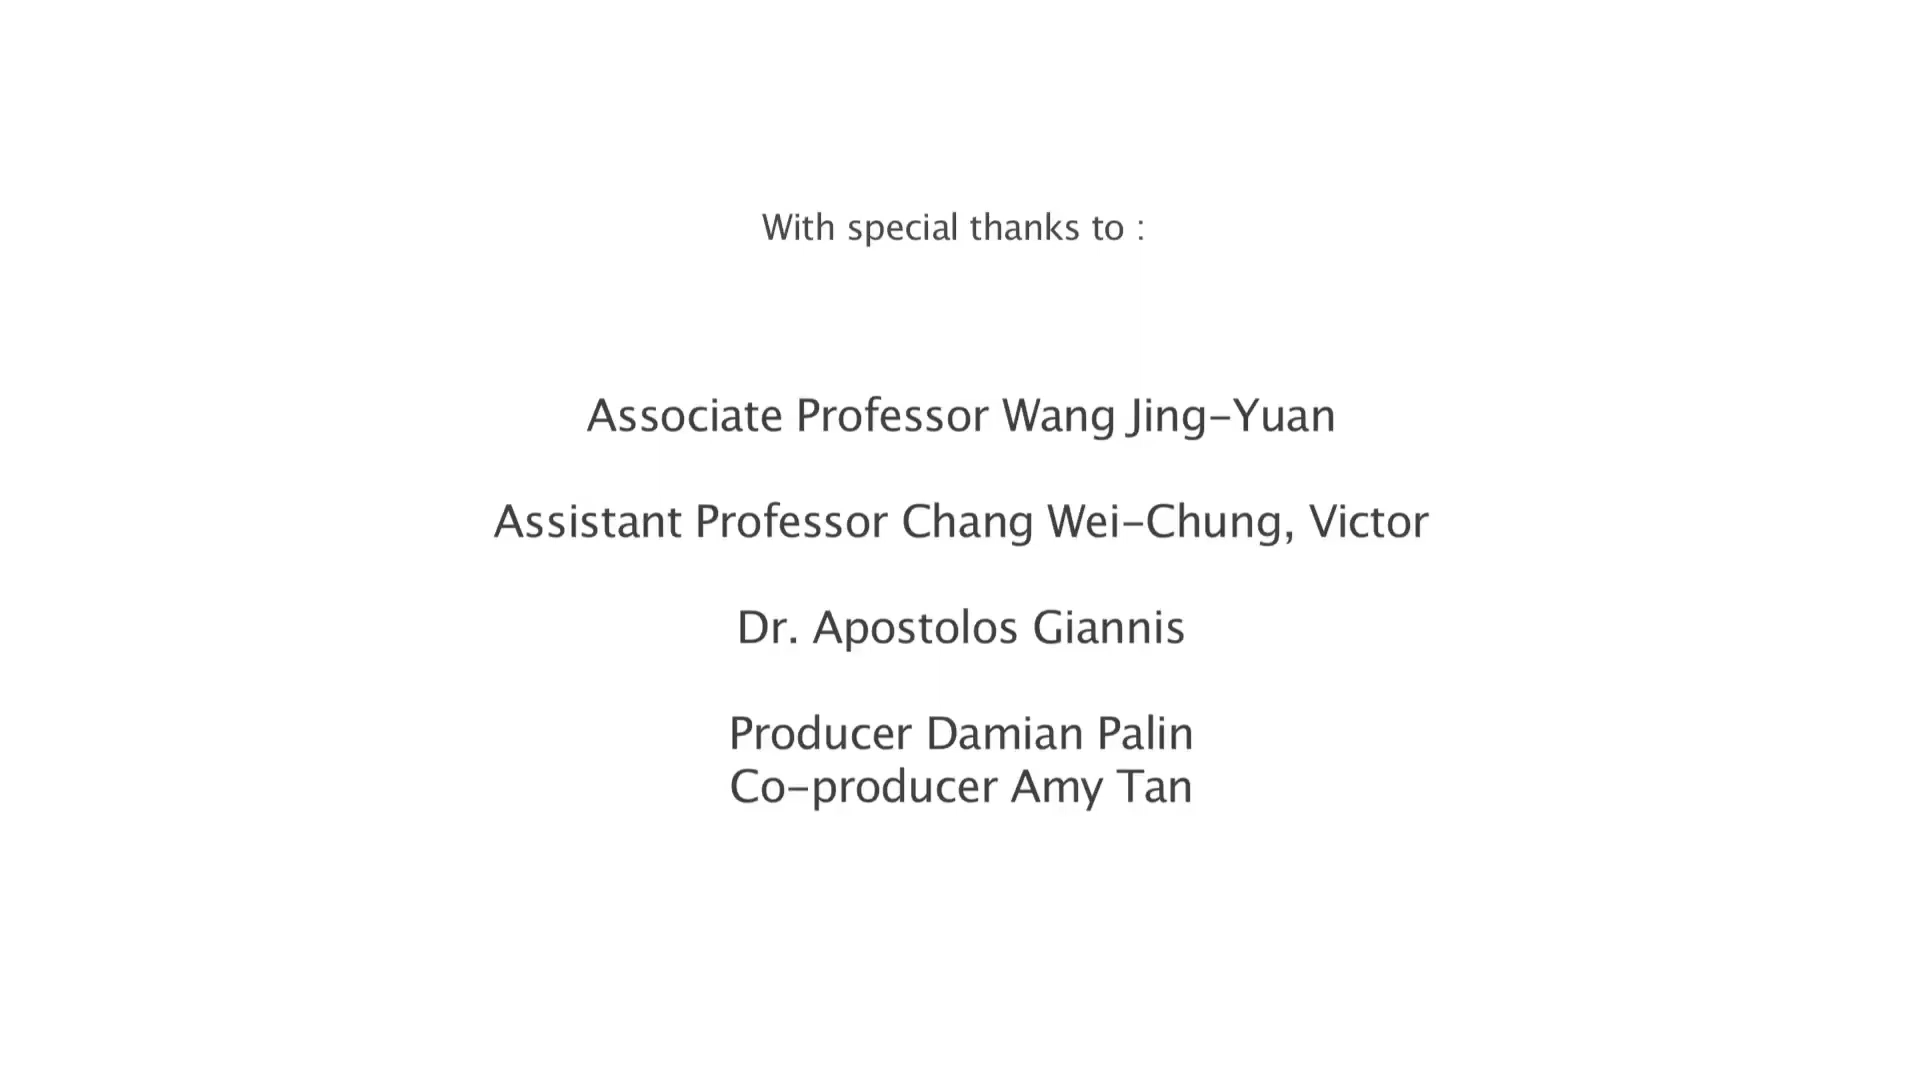 With special thanks to :
Associate Professor Wang Jing-Yuan
Assistant Professor Chang Wei-Chung, Victor
Dr. Apostolos Giannis
Producer Damian Palin
Co-producer Amy Tan